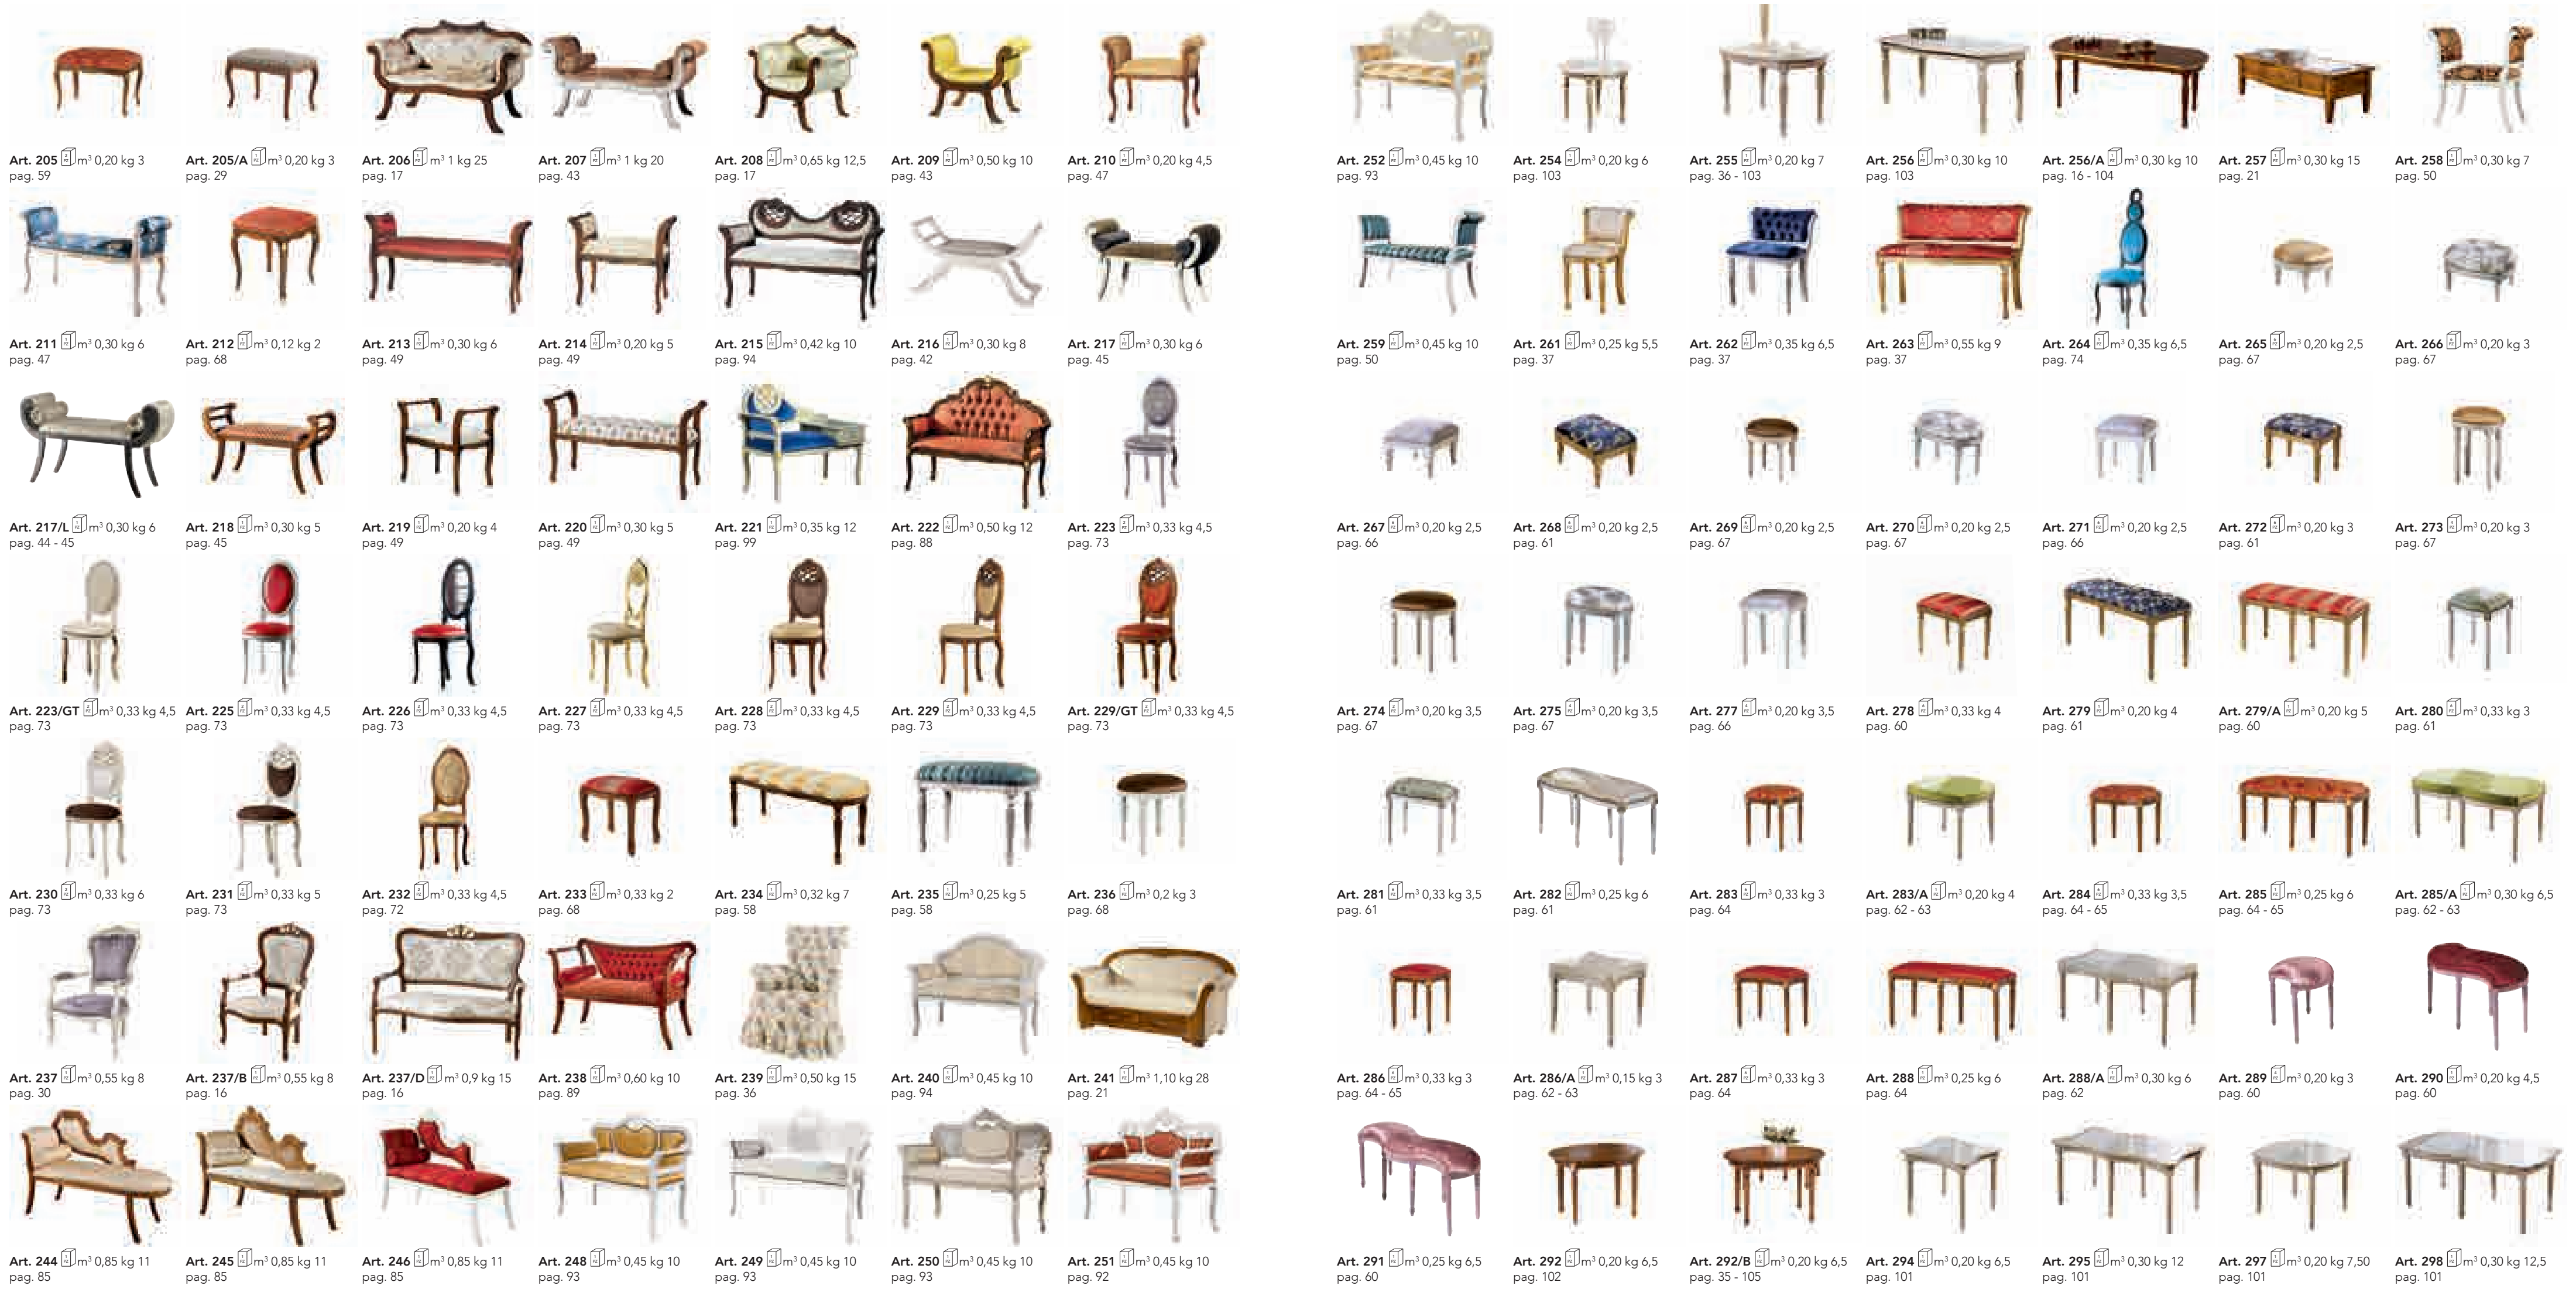 Art. 205 m³ 0,20 kg 3
pag. 59
Art. 205/A m³ 0,20 kg 3
pag. 29
Art. 206 m³ 1 kg 25
pag. 17
Art. 207 m³ 1 kg 20
pag. 43
Art. 208 m³ 0,65 kg 12,5
pag. 17
Art. 209 m³ 0,50 kg 10
pag. 43
Art. 210 m³ 0,20 kg 4,5
pag. 47
Art. 211 m³ 0,30 kg 6
pag. 47
Art. 212 m³ 0,12 kg 2
pag. 68
Art. 213 m³ 0,30 kg 6
pag. 49
Art. 214 m³ 0,20 kg 5
pag. 49
Art. 215 m³ 0,42 kg 10
pag. 94
Art. 216 m³ 0,30 kg 8
pag. 42
Art. 217 m³ 0,30 kg 6
pag. 45
Art. 217/L m³ 0,30 kg 6
pag. 44 - 45
Art. 218 m³ 0,30 kg 5
pag. 45
Art. 219 m³ 0,20 kg 4
pag. 49
Art. 220 m³ 0,30 kg 5
pag. 49
Art. 221 m³ 0,35 kg 12
pag. 99
Art. 222 m³ 0,50 kg 12
pag. 88
Art. 223 m³ 0,33 kg 4,5
pag. 73
Art. 223/GT m³ 0,33 kg 4,5
pag. 73
Art. 225 m³ 0,33 kg 4,5
pag. 73
Art. 226 m³ 0,33 kg 4,5
pag. 73
Art. 227 m³ 0,33 kg 4,5
pag. 73
Art. 228 m³ 0,33 kg 4,5
pag. 73
Art. 229 m³ 0,33 kg 4,5
pag. 73
Art. 229/GT m³ 0,33 kg 4,5
pag. 73
Art. 230 m³ 0,33 kg 6
pag. 73
Art. 231 m³ 0,33 kg 5
pag. 73
Art. 232 m³ 0,33 kg 4,5
pag. 72
Art. 233 m³ 0,33 kg 2
pag. 68
Art. 234 m³ 0,32 kg 7
pag. 58
Art. 235 m³ 0,25 kg 5
pag. 58
Art. 236 m³ 0,2 kg 3
pag. 68
Art. 237 m³ 0,55 kg 8
pag. 30
Art. 237/B m³ 0,55 kg 8
pag. 16
Art. 237/D m³ 0,9 kg 15
pag. 16
Art. 238 m³ 0,60 kg 10
pag. 89
Art. 239 m³ 0,50 kg 15
pag. 36
Art. 240 m³ 0,45 kg 10
pag. 94
Art. 241 m³ 1,10 kg 28
pag. 21
Art. 244 m³ 0,85 kg 11
pag. 85
Art. 245 m³ 0,85 kg 11
pag. 85
Art. 246 m³ 0,85 kg 11
pag. 85
Art. 248 m³ 0,45 kg 10
pag. 93
Art. 249 m³ 0,45 kg 10
pag. 93
Art. 250 m³ 0,45 kg 10
pag. 93
Art. 251 m³ 0,45 kg 10
pag. 92
Art. 252 m³ 0,45 kg 10
pag. 93
Art. 254 m³ 0,20 kg 6
pag. 103
Art. 255 m³ 0,20 kg 7
pag. 36 - 103
Art. 256 m³ 0,30 kg 10
pag. 103
Art. 256/A m³ 0,30 kg 10
pag. 16 - 104
Art. 257 m³ 0,30 kg 15
pag. 21
Art. 258 m³ 0,30 kg 7
pag. 50
Art. 259 m³ 0,45 kg 10
pag. 50
Art. 261 m³ 0,25 kg 5,5
pag. 37
Art. 262 m³ 0,35 kg 6,5
pag. 37
Art. 263 m³ 0,55 kg 9
pag. 37
Art. 264 m³ 0,35 kg 6,5
pag. 74
Art. 265 m³ 0,20 kg 2,5
pag. 67
Art. 266 m³ 0,20 kg 3
pag. 67
Art. 267 m³ 0,20 kg 2,5
pag. 66
Art. 268 m³ 0,20 kg 2,5
pag. 61
Art. 269 m³ 0,20 kg 2,5
pag. 67
Art. 270 m³ 0,20 kg 2,5
pag. 67
Art. 271 m³ 0,20 kg 2,5
pag. 66
Art. 272 m³ 0,20 kg 3
pag. 61
Art. 273 m³ 0,20 kg 3
pag. 67
Art. 274 m³ 0,20 kg 3,5
pag. 67
Art. 275 m³ 0,20 kg 3,5
pag. 67
Art. 277 m³ 0,20 kg 3,5
pag. 66
Art. 278 m³ 0,33 kg 4
pag. 60
Art. 279 m³ 0,20 kg 4
pag. 61
Art. 279/A m³ 0,20 kg 5
pag. 60
Art. 280 m³ 0,33 kg 3
pag. 61
Art. 281 m³ 0,33 kg 3,5
pag. 61
Art. 282 m³ 0,25 kg 6
pag. 61
Art. 283 m³ 0,33 kg 3
pag. 64
Art. 283/A m³ 0,20 kg 4
pag. 62 - 63
Art. 284 m³ 0,33 kg 3,5
pag. 64 - 65
Art. 285 m³ 0,25 kg 6
pag. 64 - 65
Art. 285/A m³ 0,30 kg 6,5
pag. 62 - 63
Art. 286 m³ 0,33 kg 3
pag. 64 - 65
Art. 286/A m³ 0,15 kg 3
pag. 62 - 63
Art. 287 m³ 0,33 kg 3
pag. 64
Art. 288 m³ 0,25 kg 6
pag. 64
Art. 288/A m³ 0,30 kg 6
pag. 62
Art. 289 m³ 0,20 kg 3
pag. 60
Art. 290 m³ 0,20 kg 4,5
pag. 60
Art. 291 m³ 0,25 kg 6,5
pag. 60
Art. 292 m³ 0,20 kg 6,5
pag. 102
Art. 292/B m³ 0,20 kg 6,5
pag. 35 - 105
Art. 294 m³ 0,20 kg 6,5
pag. 101
Art. 295 m³ 0,30 kg 12
pag. 101
Art. 297 m³ 0,20 kg 7,50
pag. 101
Art. 298 m³ 0,30 kg 12,5
pag. 101